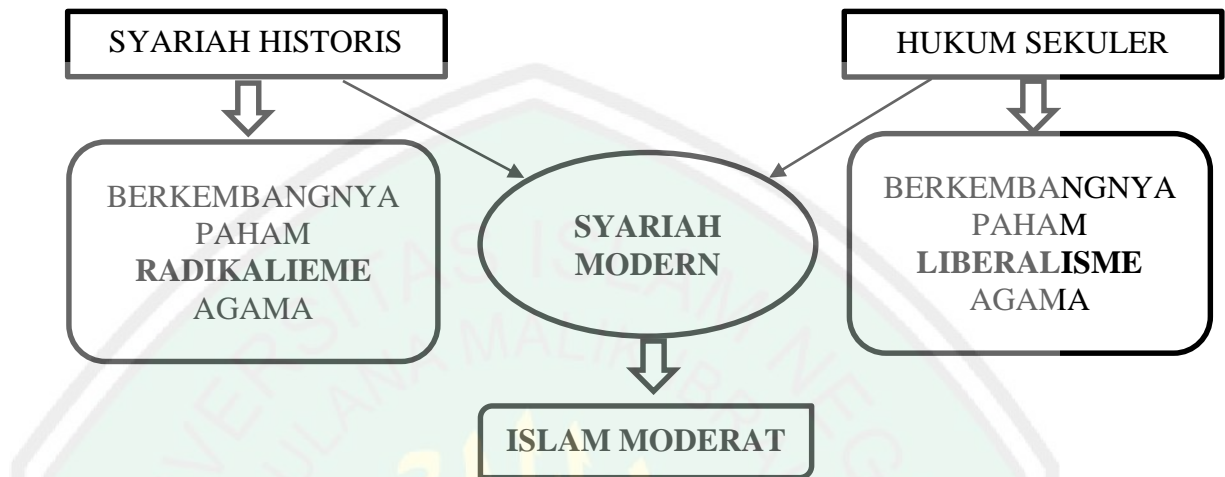 SYARIAH HISTORIS
HUKUM SEKULER
BERKEMBANGNYA
PAHAM
RADIKALIEME
AGAMA
SYARIAH
MODERN
BERKEMBANGNYA
PAHAM
LIBERALISME
AGAMA
ISLAM MODERAT